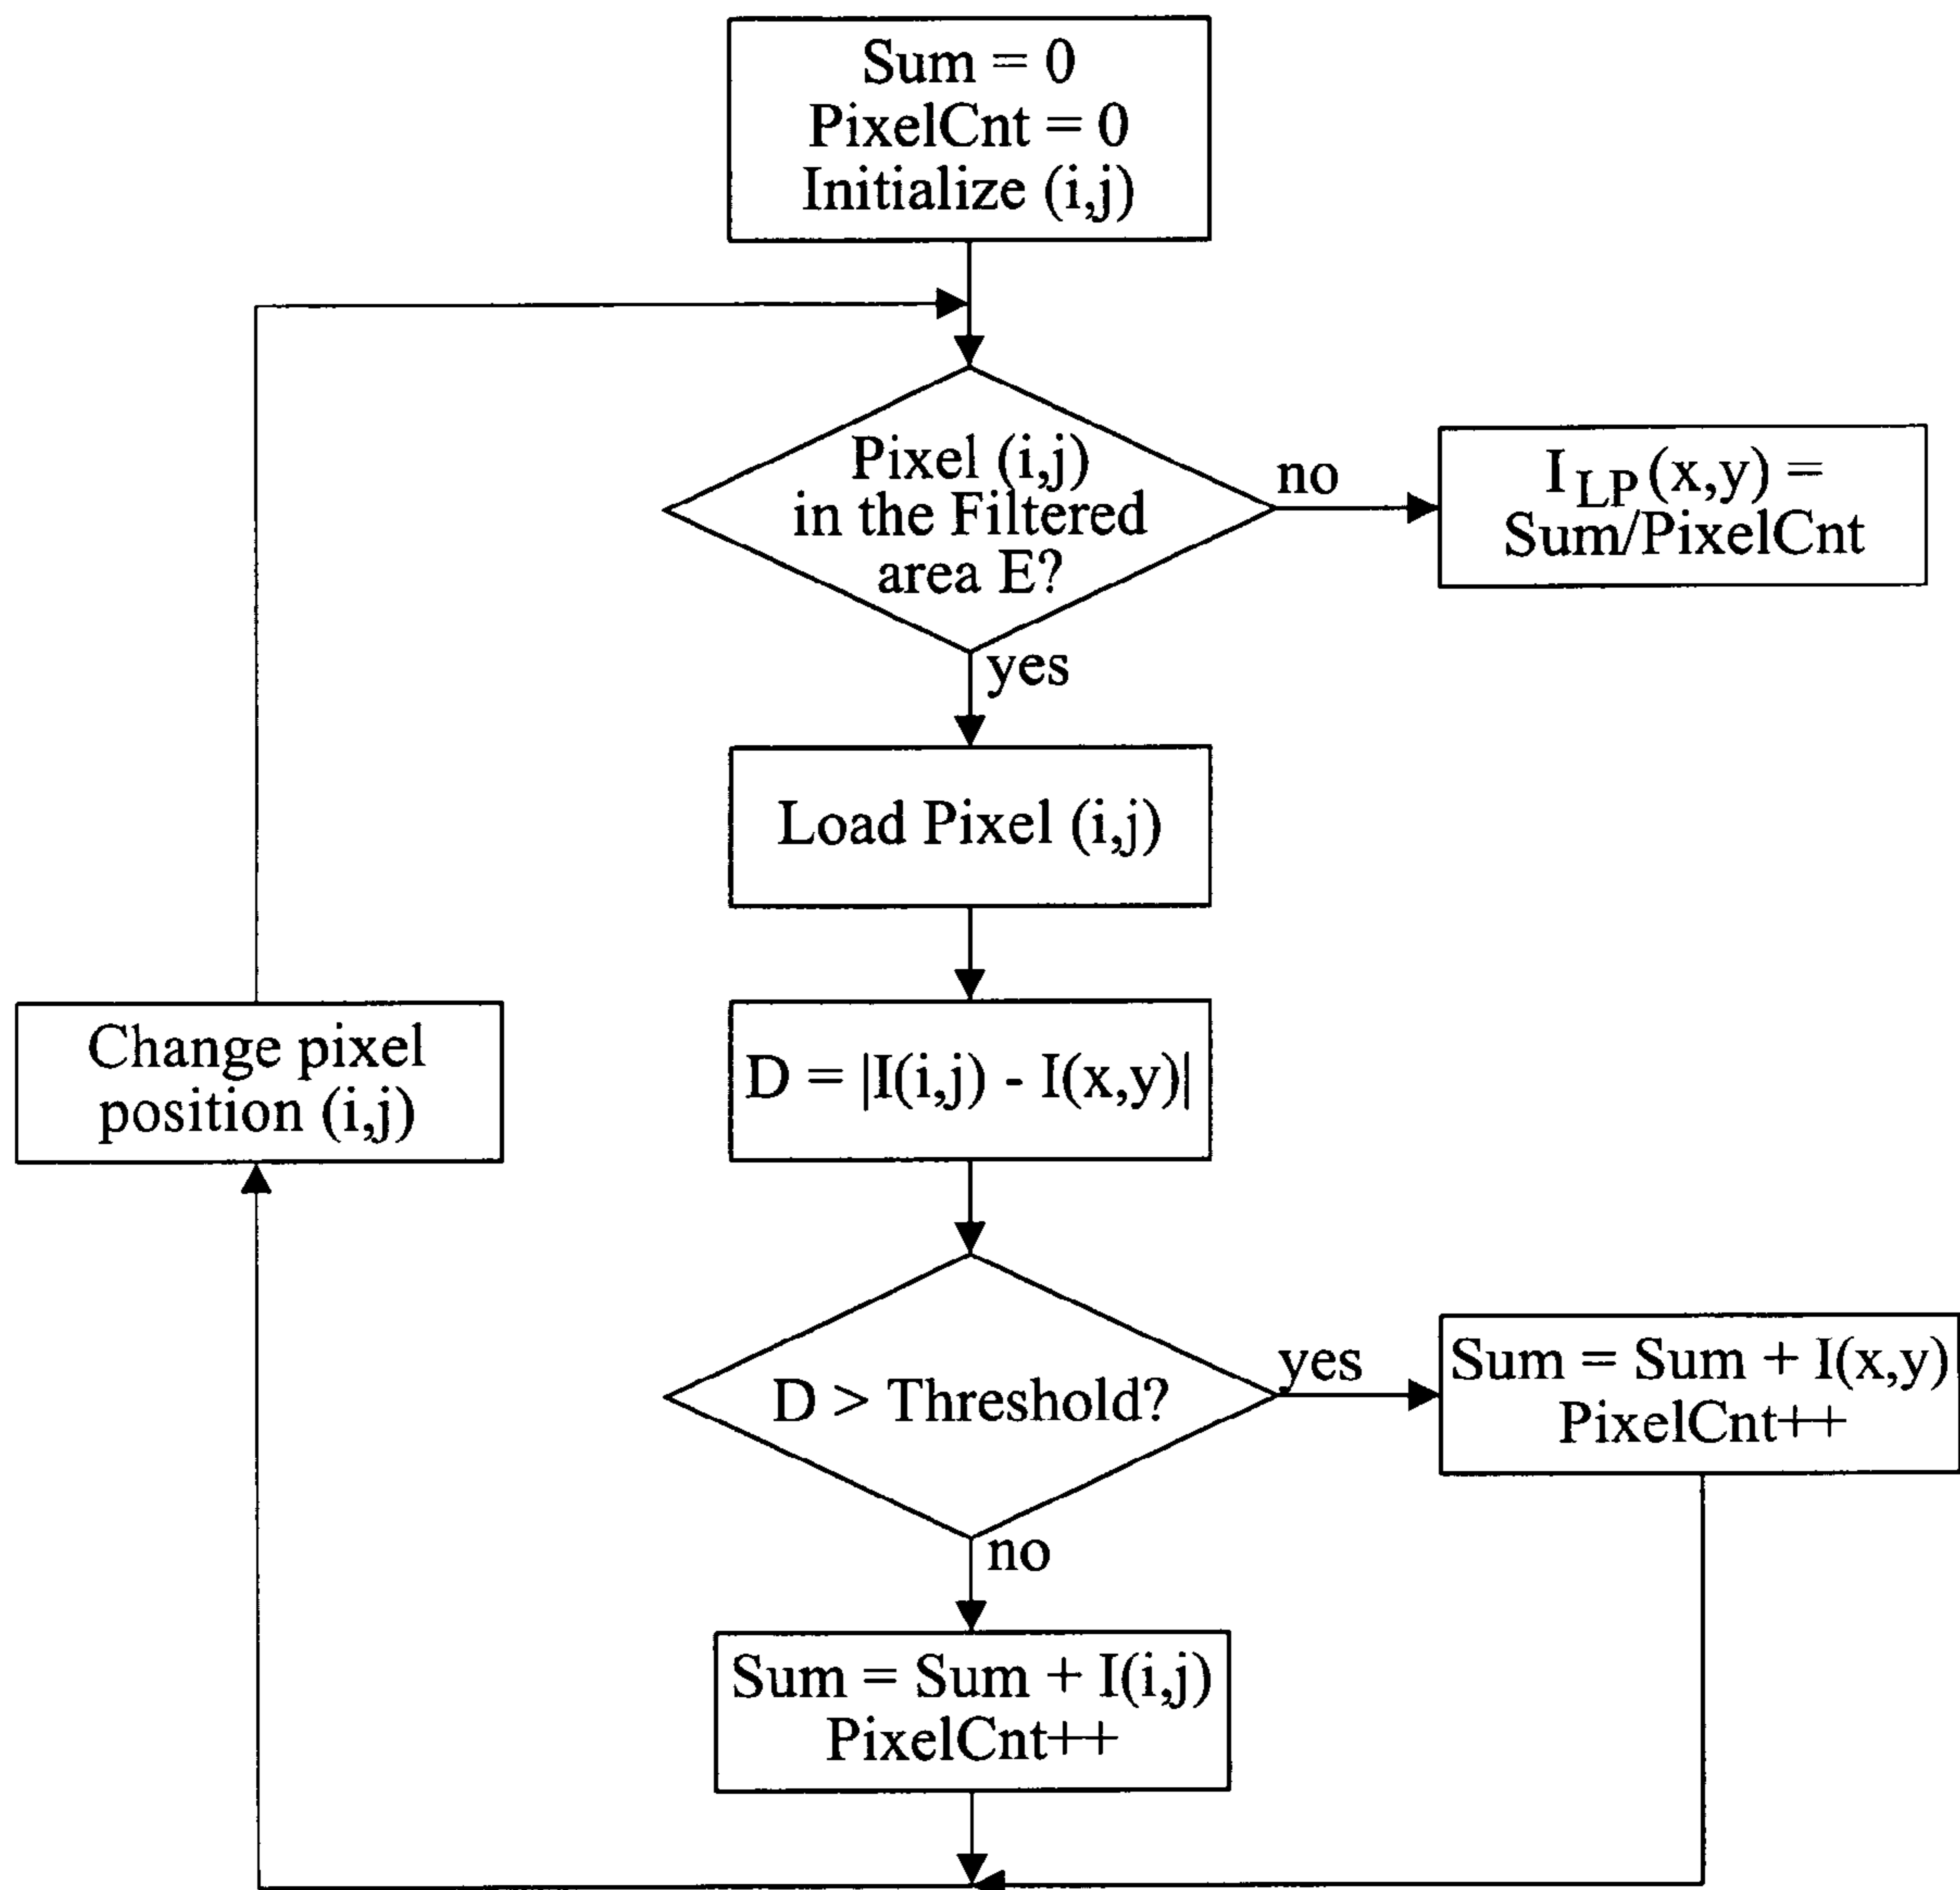 Sum = 0
PixelCnt = 0
Initialize (i,j)
Pixel (i,j)
in the Filtered
area E?
no
I LP (x,y) =
Sum/PixelCnt
yes
Load Pixel (i,j)
Change pixel
position (i,j)
D = |I(i,j) - I(x,y)|
D > Threshold?
yes
Sum = Sum + I(x,y)
PixelCnt++
no
Sum = Sum + I(i,j)
PixelCnt++